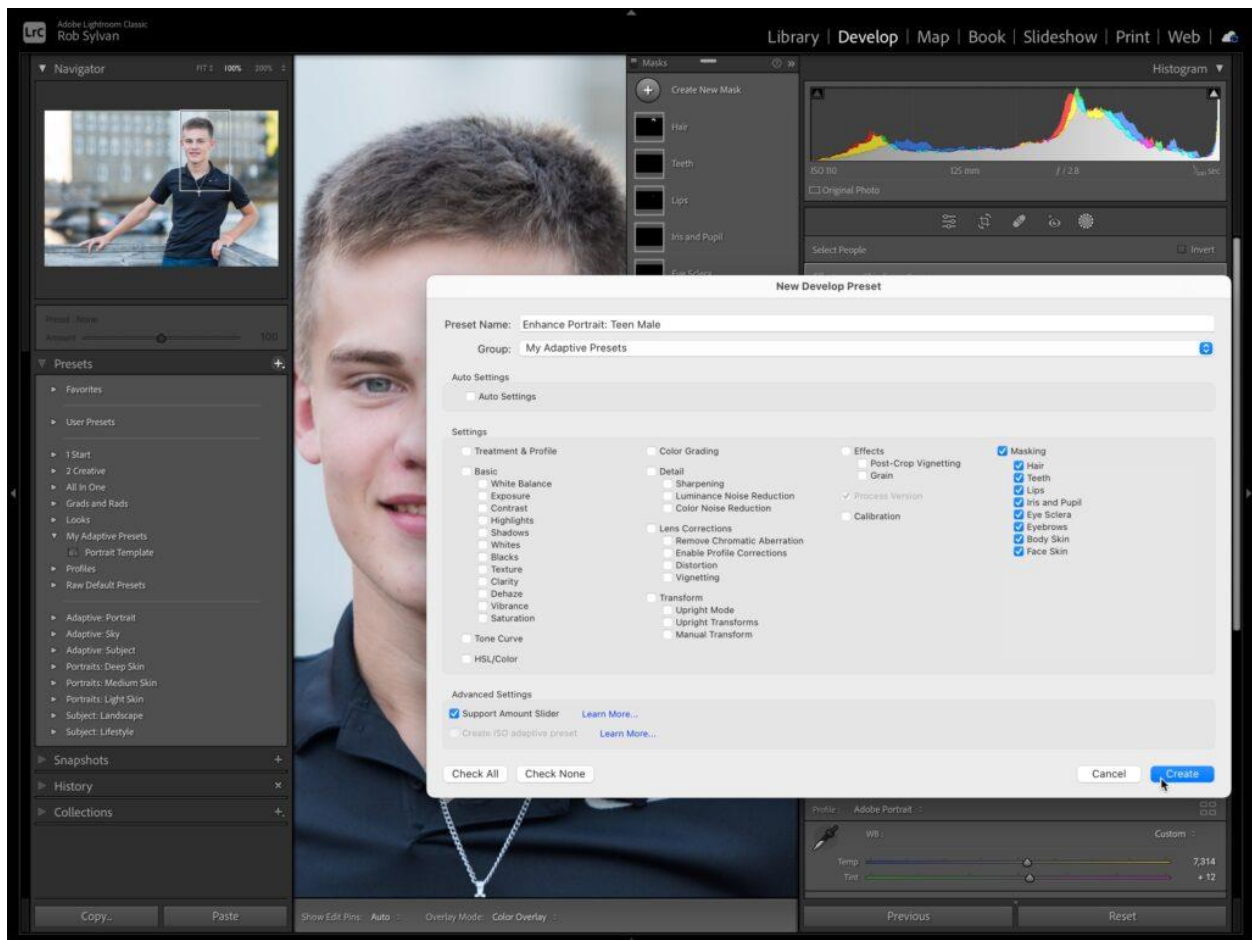 Adobe Lightroom Classic
Rob Sylvan
LrC
Library | Develop | Map | Book | Slideshow | Print | Web
Navigator
FIT 100% 200%
Preset: None
Amount 100
Presets
Favorites
User Presets
1 Start
2 Creative
All In One
Grads and Rads
Looks
My Adaptive Presets
Portrait Template
Profiles
Raw Default Presets
Adaptive: Portrait
Adaptive: Sky
Adaptive: Subject
Portraits: Deep Skin
Portraits: Medium Skin
Portraits: Light Skin
Subject: Landscape
Subject: Lifestyle
Snapshots
History
Collections
Copy...
Paste
Masks
Create New Mask
Hair
Teeth
Lips
Iris and Pupil
Eye Sclera
Histogram
ISO 110 125 mm f / 2.8 sec
Original Photo
Select People Invert
New Develop Preset
Preset Name: Enhance Portrait: Teen Male
Group: My Adaptive Presets
Auto Settings
Auto Settings
Settings
Treatment & Profile
Basic
White Balance
Exposure
Contrast
Highlights
Shadows
Whites
Blacks
Texture
Clarity
Dehaze
Vibrance
Saturation
Tone Curve
HSL/Color
Color Grading
Detail
Sharpening
Luminance Noise Reduction
Color Noise Reduction
Lens Corrections
Remove Chromatic Aberration
Enable Profile Corrections
Distortion
Vignetting
Transform
Upright Mode
Upright Transforms
Manual Transform
Effects
Post-Crop Vignetting
Grain
Process Version
Calibration
Masking
Hair
Teeth
Lips
Iris and Pupil
Eye Sclera
Eyebrows
Body Skin
Face Skin
Advanced Settings
Support Amount Slider Learn More...
Create ISO adaptive preset Learn More...
Check All
Check None
Cancel
Create
Profile: Adobe Portrait
WB: Custom
Temp 7,314
Tint + 12
Show Edit Pins: Auto Overlay Mode: Color Overlay
Previous
Reset